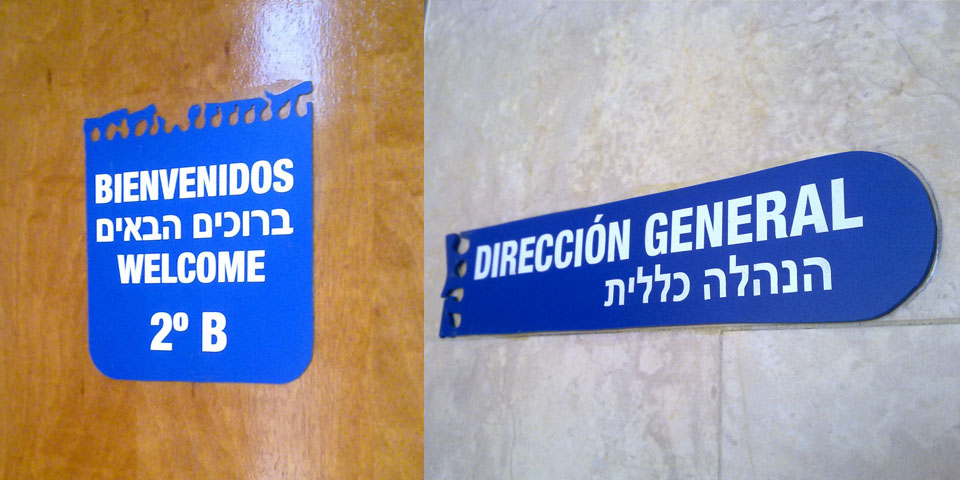 BIENVENIDOS
ברוכים הבאים
WELCOME
2º B
DIRECCIÓN GENERAL
הנהלה כללית